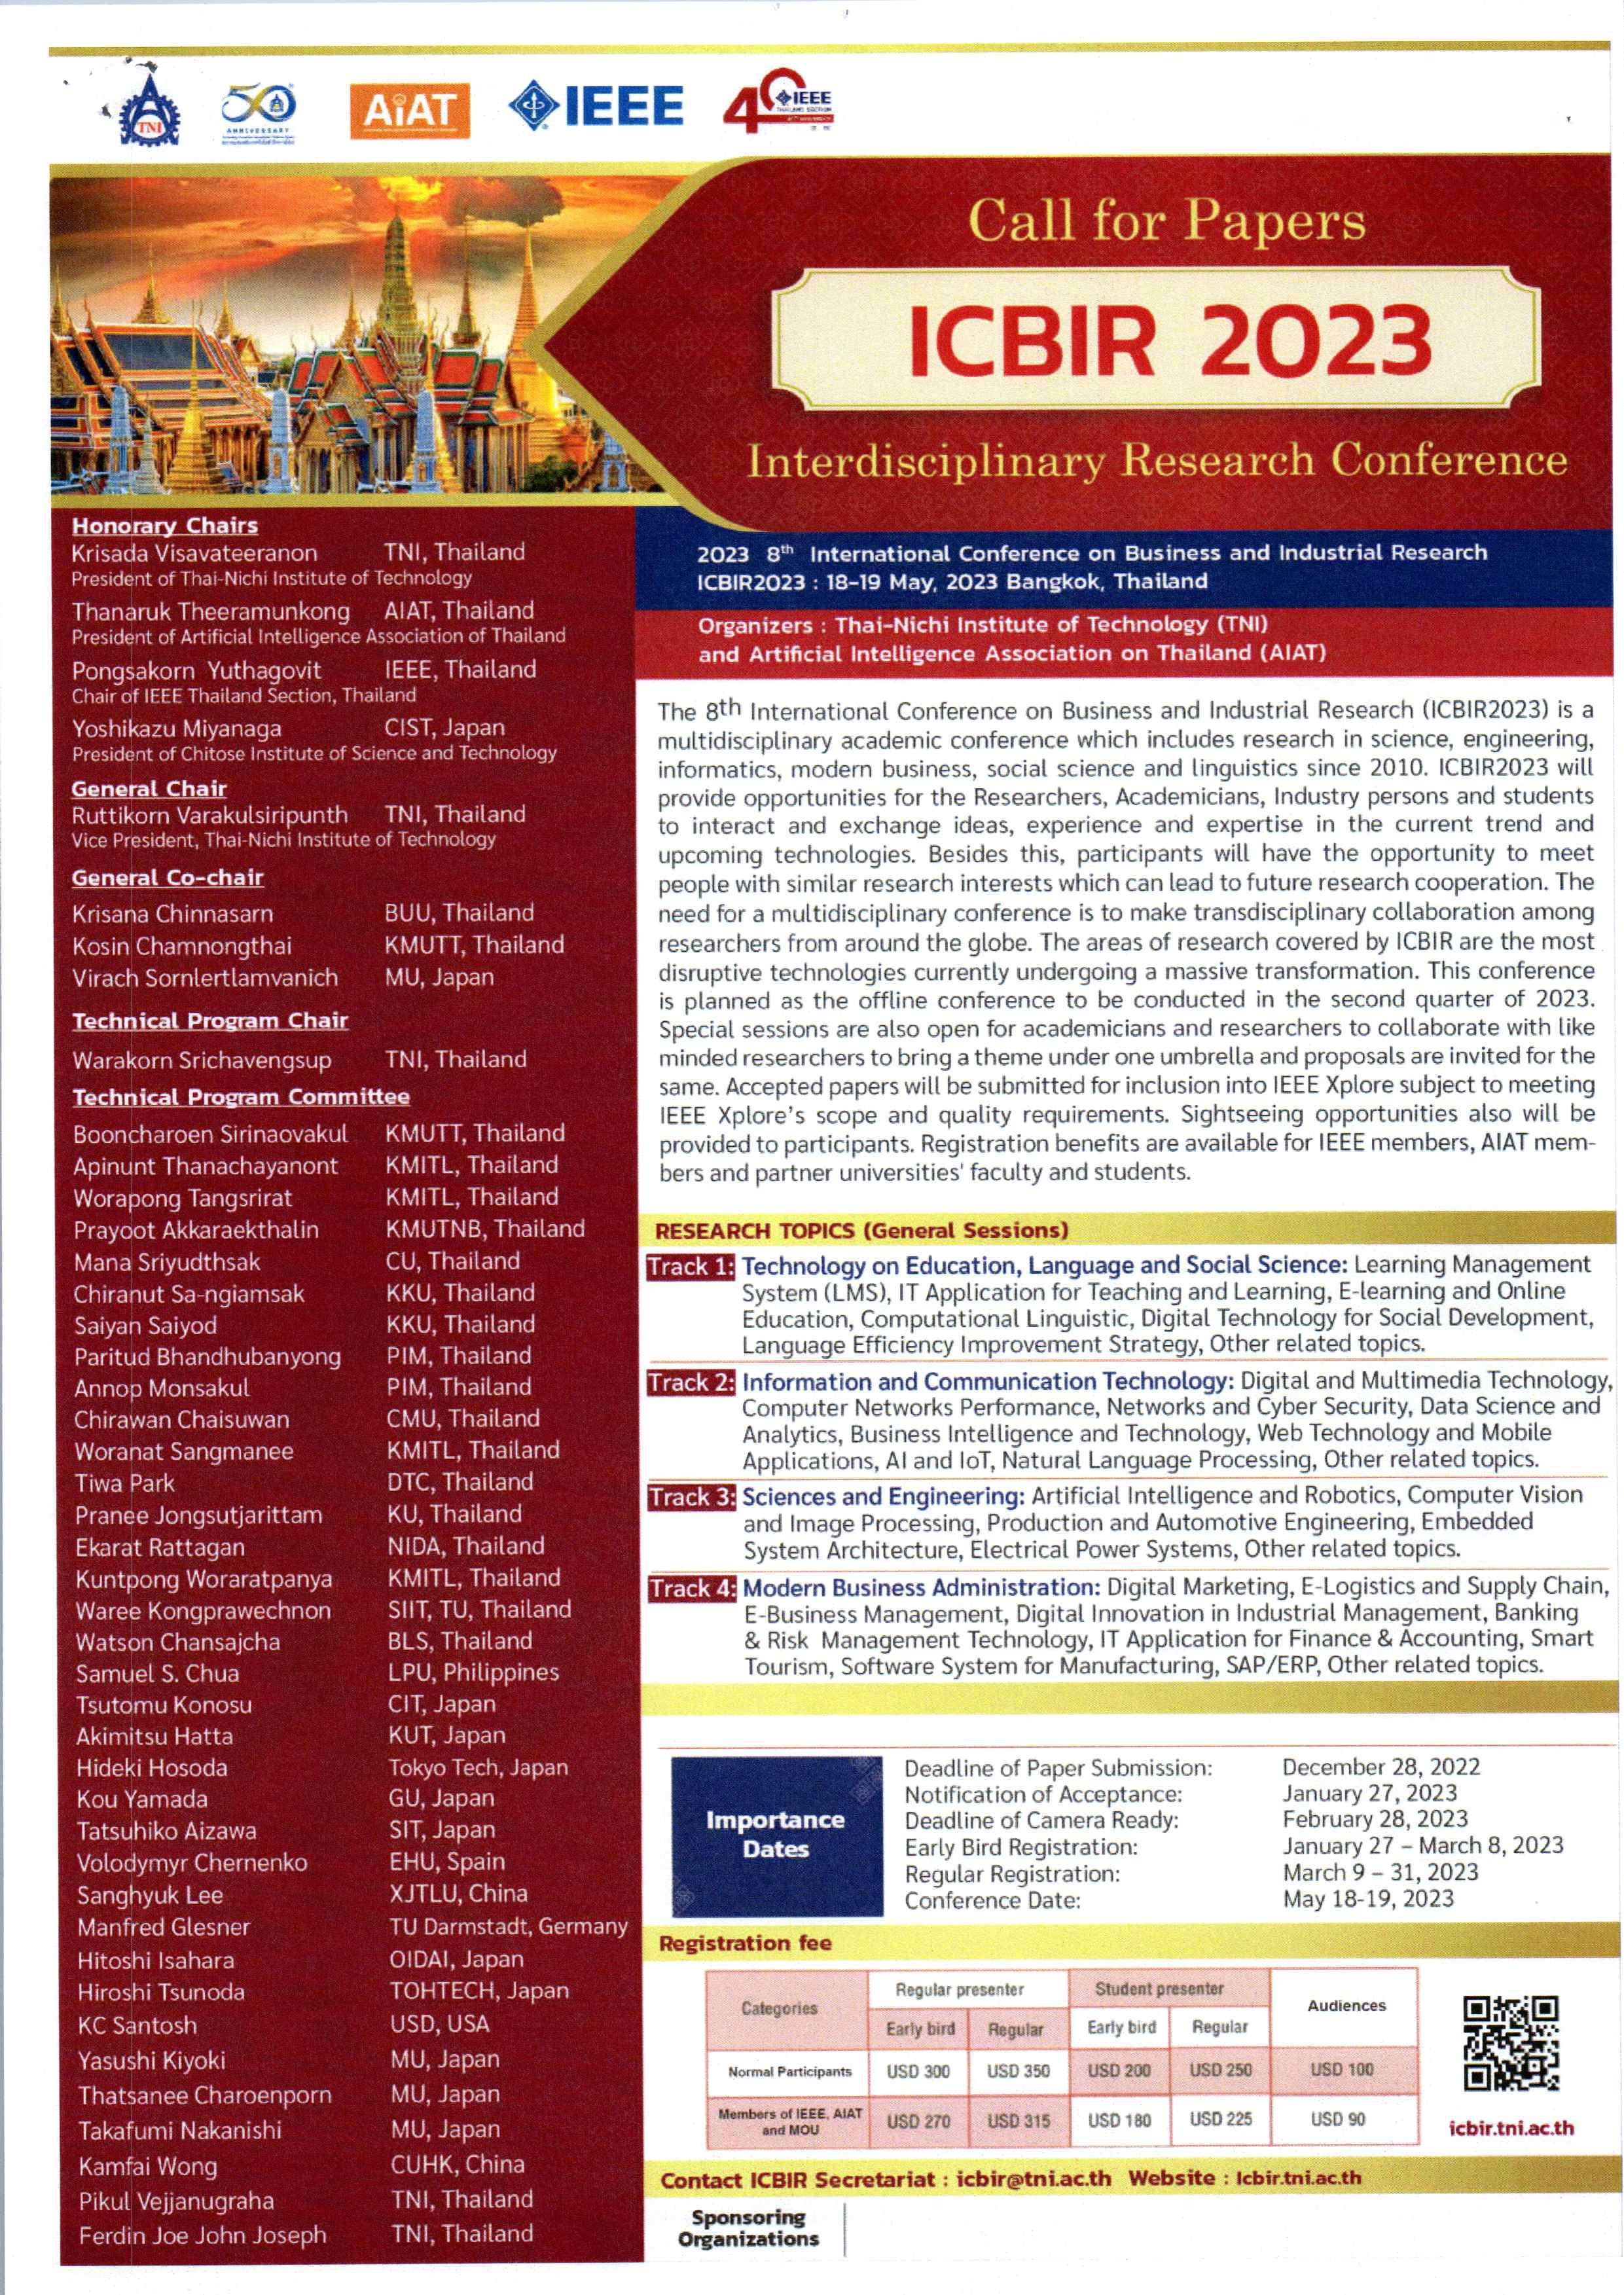 TNI
50
ANNIVERSARY
AiAT
IEEE
40 IEEE
THAILAND SECTION
Call for Papers
ICBIR 2023
Interdisciplinary Research Conference
Honorary Chairs
Krisada Visavateeranon TNI, Thailand
President of Thai-Nichi Institute of Technology
Thanaruk Theeramunkong AIAT, Thailand
President of Artificial Intelligence Association of Thailand
Pongsakorn Yuthagovit IEEE, Thailand
Chair of IEEE Thailand Section, Thailand
Yoshikazu Miyanaga CIST, Japan
President of Chitose Institute of Science and Technology
General Chair
Ruttikorn Varakulsiripunth TNI, Thailand
Vice President, Thai-Nichi Institute of Technology
General Co-chair
Krisana Chinnasarn BUU, Thailand
Kosin Chamnongthai KMUTT, Thailand
Virach Sornlertlamvanich MU, Japan
Technical Program Chair
Warakorn Srichavengsup TNI, Thailand
Technical Program Committee
Booncharoen Sirinaovakul KMUTT, Thailand
Apinunt Thanachayanont KMITL, Thailand
Worapong Tangsrirat KMITL, Thailand
Prayoot Akkaraekthalin KMUTNB, Thailand
Mana Sriyudthsak CU, Thailand
Chiranut Sa-ngiamsak KKU, Thailand
Saiyan Saiyod KKU, Thailand
Paritud Bhandhubanyong PIM, Thailand
Annop Monsakul PIM, Thailand
Chirawan Chaisuwan CMU, Thailand
Woranat Sangmanee KMITL, Thailand
Tiwa Park DTC, Thailand
Pranee Jongsutjarittam KU, Thailand
Ekarat Rattagan NIDA, Thailand
Kuntpong Woraratpanya KMITL, Thailand
Waree Kongprawechnon SIIT, TU, Thailand
Watson Chansajcha BLS, Thailand
Samuel S. Chua LPU, Philippines
Tsutomu Konosu CIT, Japan
Akimitsu Hatta KUT, Japan
Hideki Hosoda Tokyo Tech, Japan
Kou Yamada GU, Japan
Tatsuhiko Aizawa SIT, Japan
Volodymyr Chernenko EHU, Spain
Sanghyuk Lee XJTLU, China
Manfred Glesner TU Darmstadt, Germany
Hitoshi Isahara OIDAI, Japan
Hiroshi Tsunoda TOHTECH, Japan
KC Santosh USD, USA
Yasushi Kiyoki MU, Japan
Thatsanee Charoenporn MU, Japan
Takafumi Nakanishi MU, Japan
Kamfai Wong CUHK, China
Pikul Vejjanugraha TNI, Thailand
Ferdin Joe John Joseph TNI, Thailand
2023 8th International Conference on Business and Industrial Research
ICBIR2023 : 18-19 May, 2023 Bangkok, Thailand
Organizers : Thai-Nichi Institute of Technology (TNI)
and Artificial Intelligence Association on Thailand (AIAT)
The 8th International Conference on Business and Industrial Research (ICBIR2023) is a
multidisciplinary academic conference which includes research in science, engineering,
informatics, modern business, social science and linguistics since 2010. ICBIR2023 will
provide opportunities for the Researchers, Academicians, Industry persons and students
to interact and exchange ideas, experience and expertise in the current trend and
upcoming technologies. Besides this, participants will have the opportunity to meet
people with similar research interests which can lead to future research cooperation. The
need for a multidisciplinary conference is to make transdisciplinary collaboration among
researchers from around the globe. The areas of research covered by ICBIR are the most
disruptive technologies currently undergoing a massive transformation. This conference
is planned as the offline conference to be conducted in the second quarter of 2023.
Special sessions are also open for academicians and researchers to collaborate with like
minded researchers to bring a theme under one umbrella and proposals are invited for the
same. Accepted papers will be submitted for inclusion into IEEE Xplore subject to meeting
IEEE Xplore's scope and quality requirements. Sightseeing opportunities also will be
provided to participants. Registration benefits are available for IEEE members, AIAT mem-
bers and partner universities' faculty and students.
RESEARCH TOPICS (General Sessions)
Track 1: Technology on Education, Language and Social Science: Learning Management
System (LMS), IT Application for Teaching and Learning, E-learning and Online
Education, Computational Linguistic, Digital Technology for Social Development,
Language Efficiency Improvement Strategy, Other related topics.
Track 2: Information and Communication Technology: Digital and Multimedia Technology,
Computer Networks Performance, Networks and Cyber Security, Data Science and
Analytics, Business Intelligence and Technology, Web Technology and Mobile
Applications, AI and IoT, Natural Language Processing, Other related topics.
Track 3: Sciences and Engineering: Artificial Intelligence and Robotics, Computer Vision
and Image Processing, Production and Automotive Engineering, Embedded
System Architecture, Electrical Power Systems, Other related topics.
Track 4: Modern Business Administration: Digital Marketing, E-Logistics and Supply Chain,
E-Business Management, Digital Innovation in Industrial Management, Banking
& Risk Management Technology, IT Application for Finance & Accounting, Smart
Tourism, Software System for Manufacturing, SAP/ERP, Other related topics.
Importance
Dates
Deadline of Paper Submission: December 28, 2022
Notification of Acceptance: January 27, 2023
Deadline of Camera Ready: February 28, 2023
Early Bird Registration: January 27 – March 8, 2023
Regular Registration: March 9 – 31, 2023
Conference Date: May 18-19, 2023
Registration fee
Categories Regular presenter Student presenter Audiences
Early bird Regular Early bird Regular
Normal Participants USD 300 USD 350 USD 200 USD 250 USD 100
Members of IEEE, AIAT
and MOU USD 270 USD 315 USD 180 USD 225 USD 90
icbir.tni.ac.th
Contact ICBIR Secretariat : icbir@tni.ac.th Website : Icbir.tni.ac.th
Sponsoring
Organizations